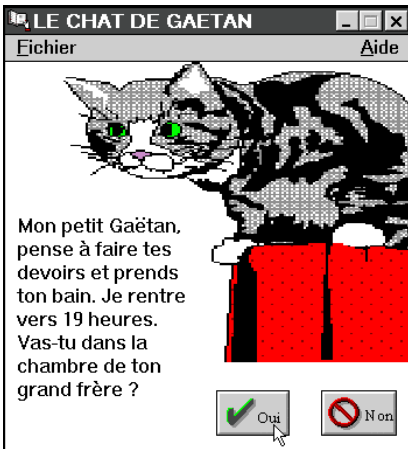 LE CHAT DE GAETAN
Fichier Aide
Mon petit Gaëtan,
pense à faire tes
devoirs et prends
ton bain. Je rentre
vers 19 heures.
Vas-tu dans la
chambre de ton
grand frère ?
Oui Non